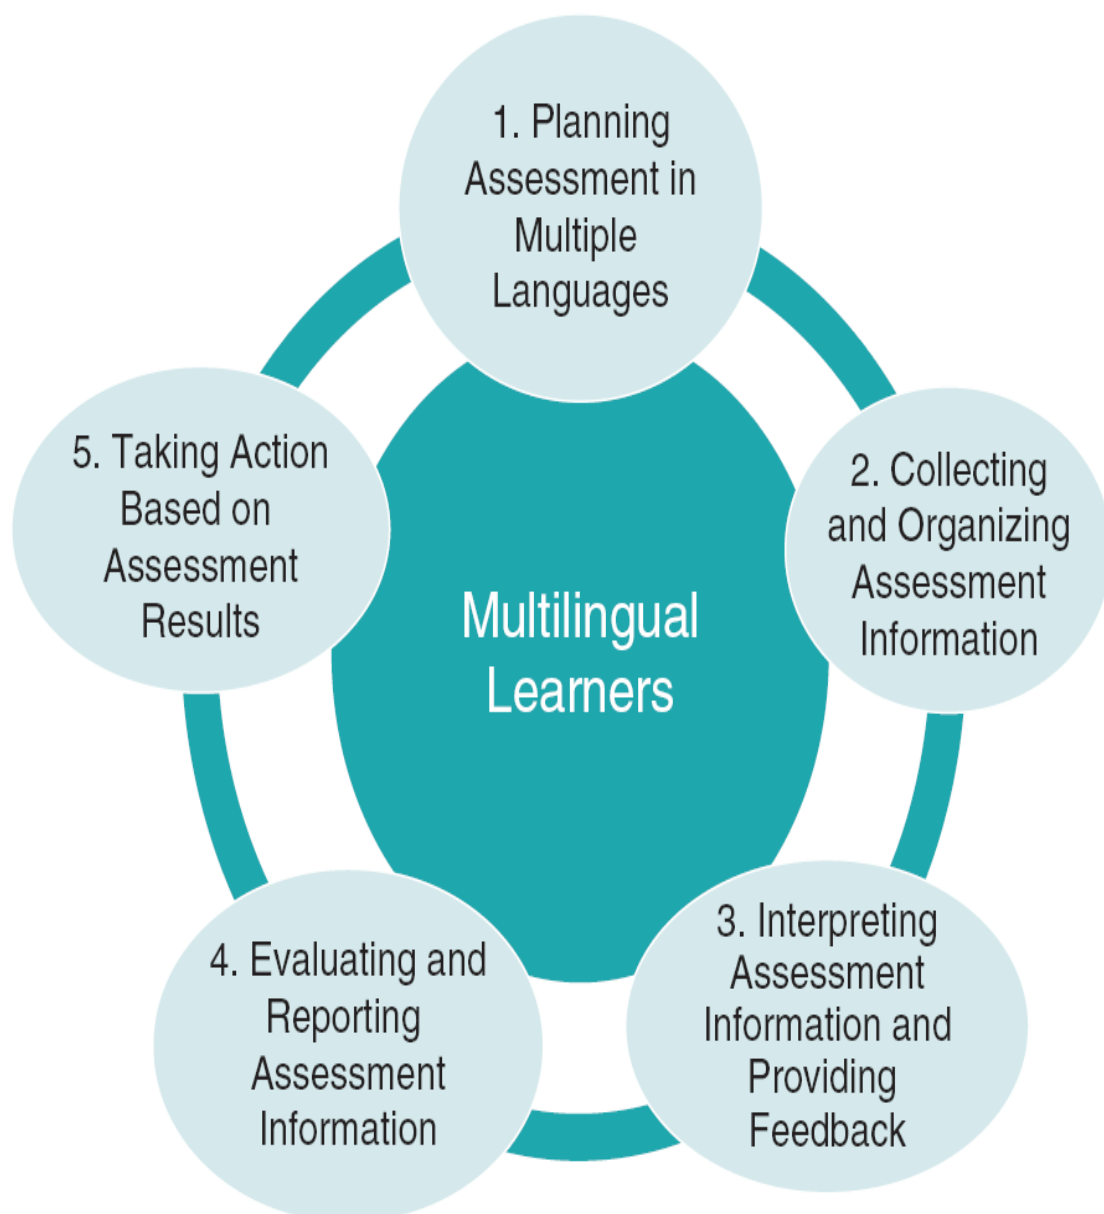 1. Planning
Assessment in
Multiple
Languages
2. Collecting
and Organizing
Assessment
Information
3. Interpreting
Assessment
Information and
Providing
Feedback
4. Evaluating and
Reporting
Assessment
Information
5. Taking Action
Based on
Assessment
Results
Multilingual
Learners